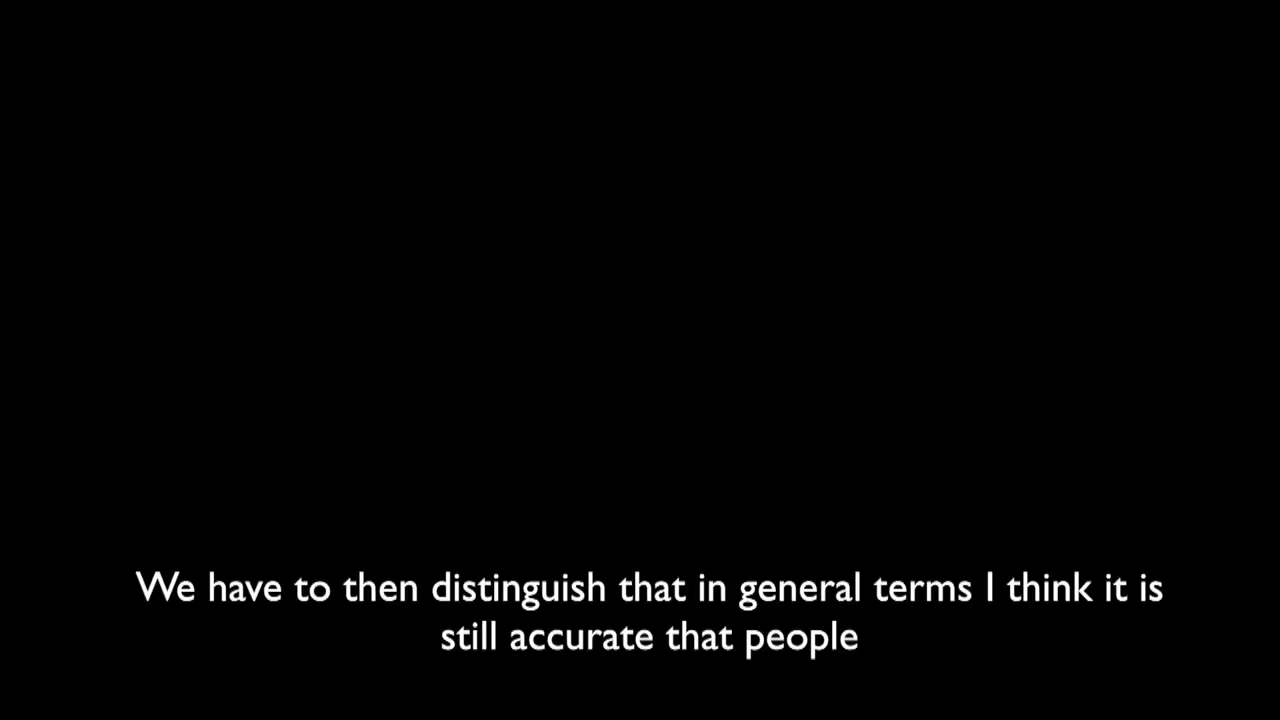 We have to then distinguish that in general terms I think it is
still accurate that people